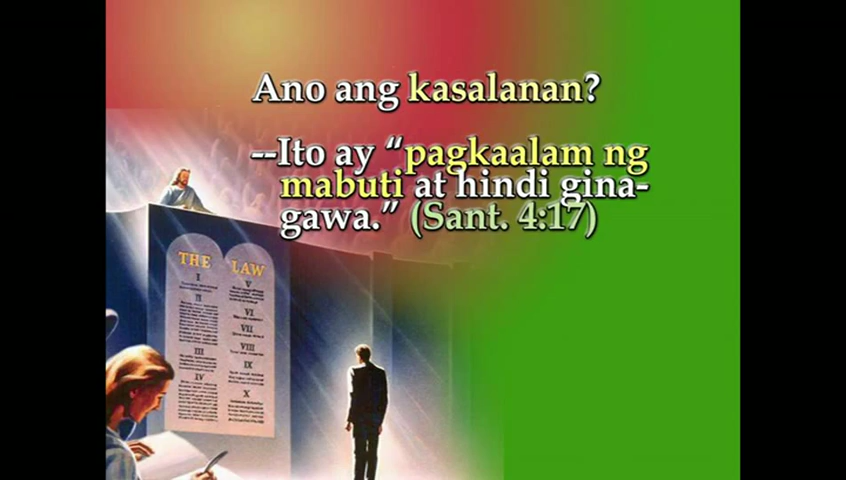 Ano ang kasalanan?
--Ito ay “pagkaalam ng
mabuti at hindi gina-
gawa.” (Sant. 4:17)
THE LAW
I
II
III
IV
V
VI
VII
VIII
IX
X